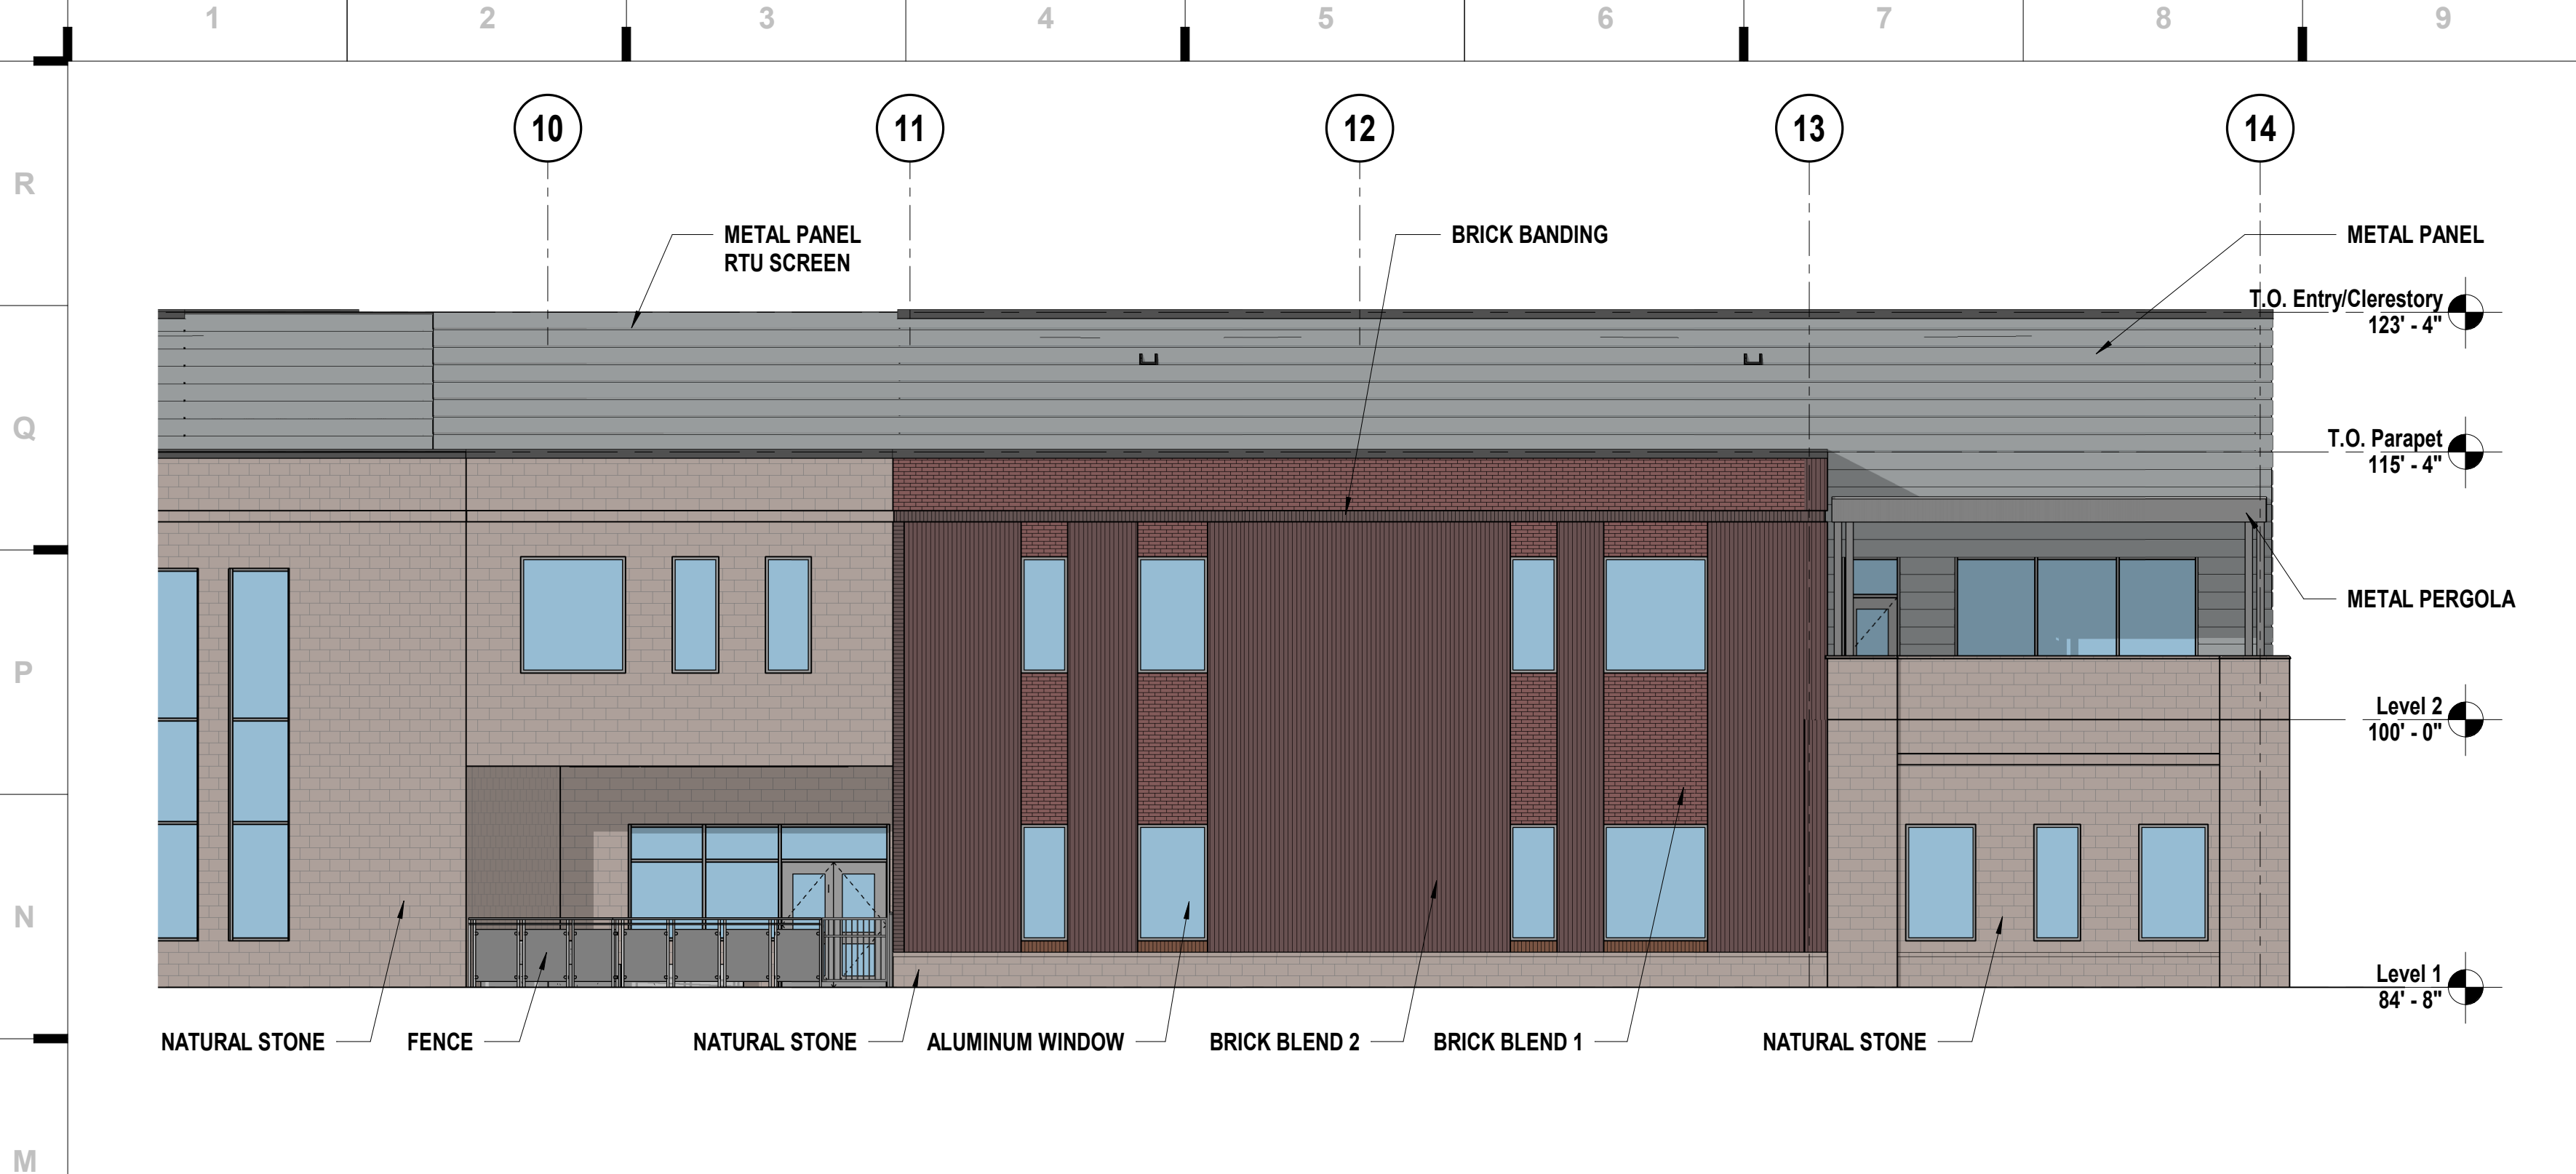 1 2 3 4 5 6 7 8 9
10 11 12 13 14
R
METAL PANEL
RTU SCREEN
BRICK BANDING
METAL PANEL
T.O. Entry/Clerestory
123' - 4"
Q
T.O. Parapet
115' - 4"
METAL PERGOLA
P
Level 2
100' - 0"
N
Level 1
84' - 8"
NATURAL STONE
FENCE
NATURAL STONE
ALUMINUM WINDOW
BRICK BLEND 2
BRICK BLEND 1
NATURAL STONE
M